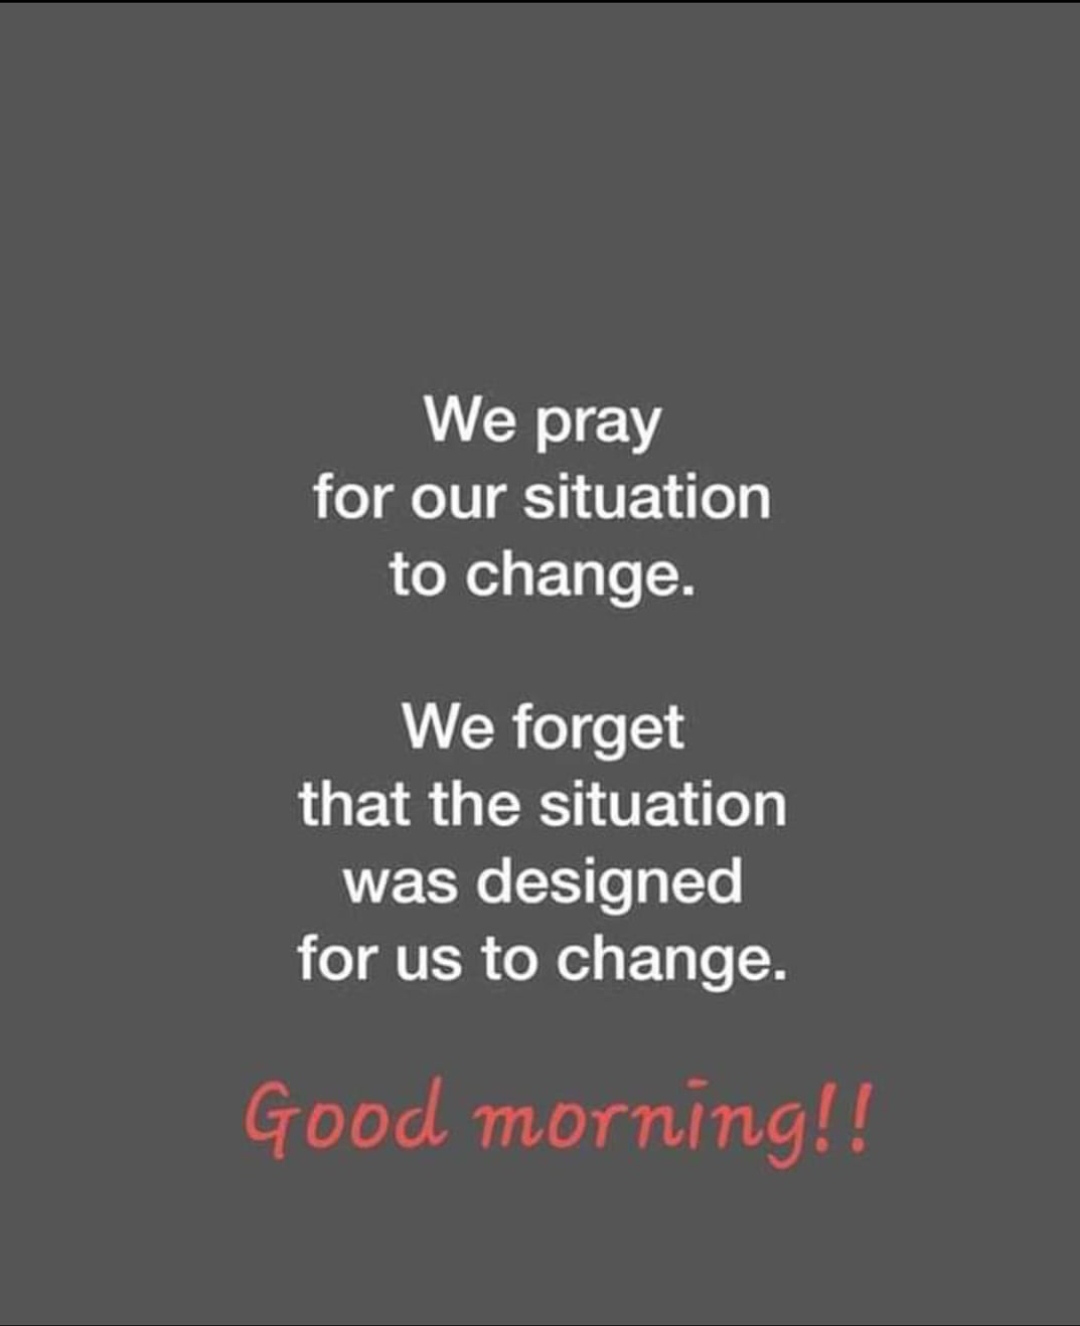 We pray
for our situation
to change.
We forget
that the situation
was designed
for us to change.
Good morning!!